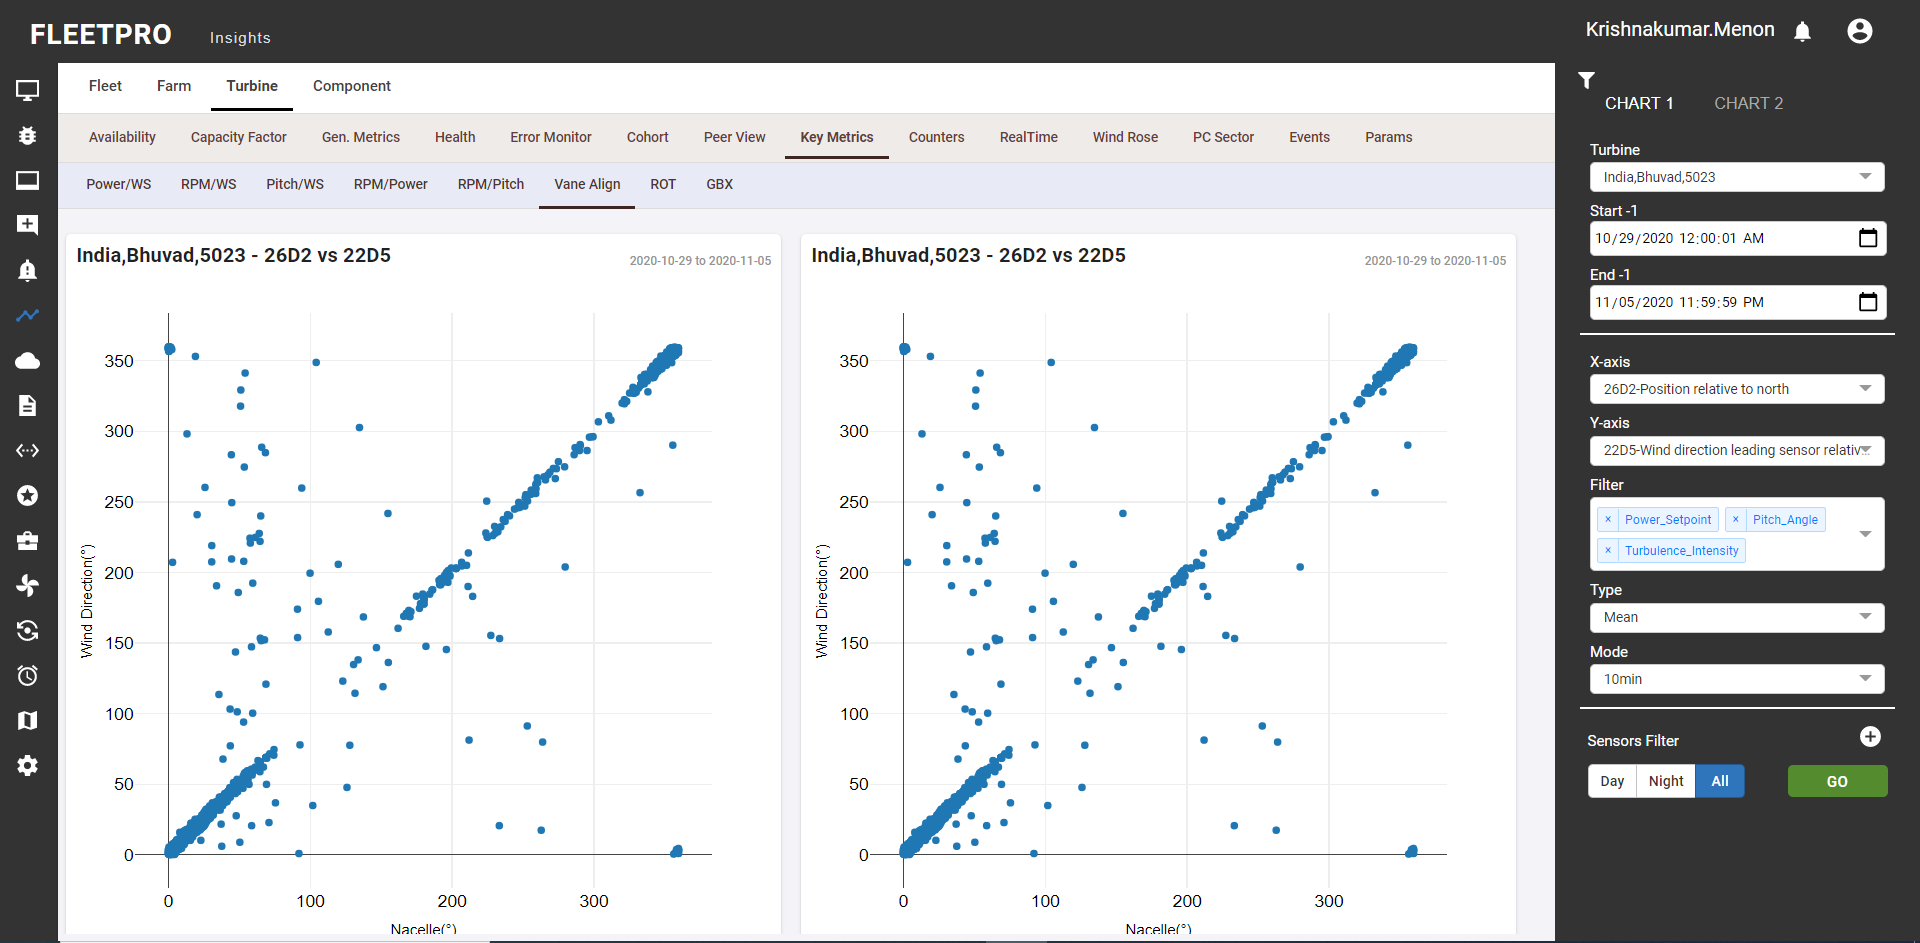 FLEETPRO
Insights
Krishnakumar.Menon
Fleet Farm Turbine Component
Availability Capacity Factor Gen. Metrics Health Error Monitor Cohort Peer View Key Metrics Counters RealTime Wind Rose PC Sector Events Params
Power/WS RPM/WS Pitch/WS RPM/Power RPM/Pitch Vane Align ROT GBX
India,Bhuvad,5023 - 26D2 vs 22D5
2020-10-29 to 2020-11-05
350
300
250
200
150
100
50
0
Wind Direction(°)
0 100 200 300
Nacelle(°)
India,Bhuvad,5023 - 26D2 vs 22D5
2020-10-29 to 2020-11-05
350
300
250
200
150
100
50
0
Wind Direction(°)
0 100 200 300
Nacelle(°)
CHART 1 CHART 2
Turbine
India,Bhuvad,5023
Start -1
10/29/2020 12:00:01 AM
End -1
11/05/2020 11:59:59 PM
X-axis
26D2-Position relative to north
Y-axis
22D5-Wind direction leading sensor relativ...
Filter
× Power_Setpoint × Pitch_Angle
× Turbulence_Intensity
Type
Mean
Mode
10min
Sensors Filter
Day Night All GO